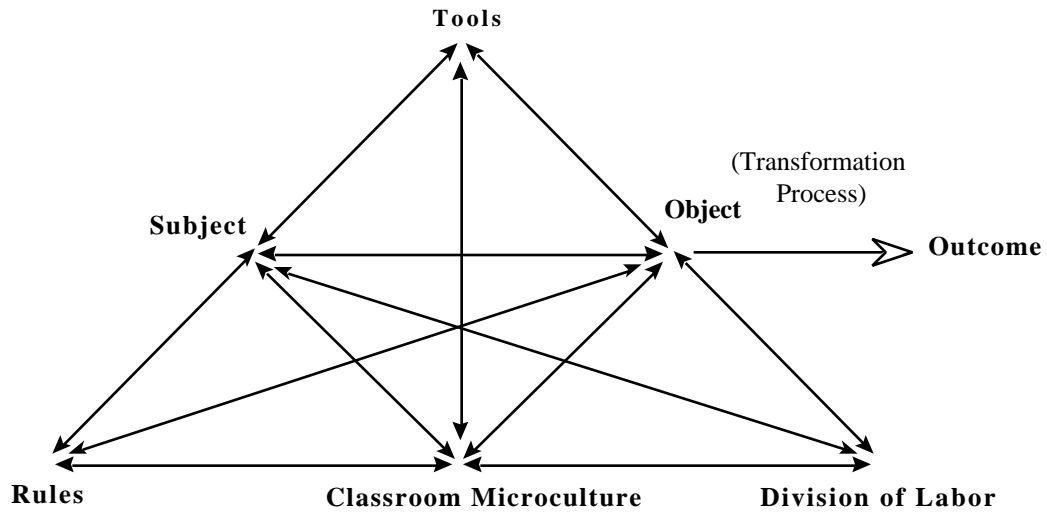 Tools
(Transformation
Process)
Subject
Object
Outcome
Rules
Classroom Microculture
Division of Labor